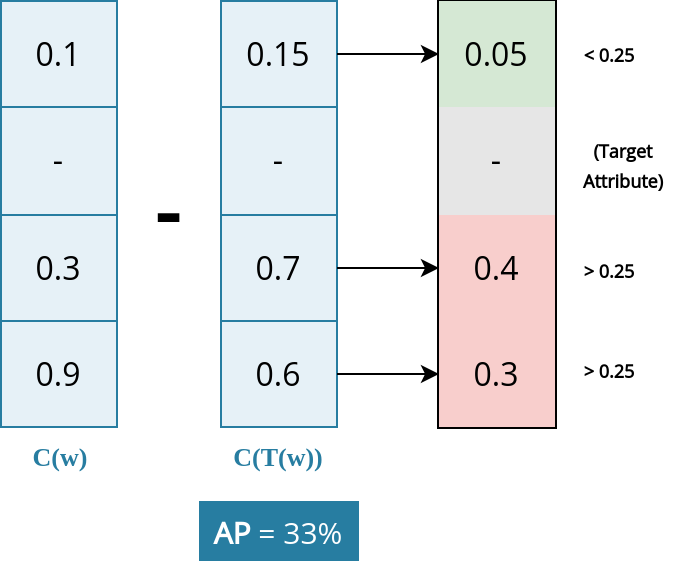 0.1 0.15 0.05 < 0.25
- - - (Target
Attribute)
-
0.3 0.7 0.4 > 0.25
0.9 0.6 0.3 > 0.25
C(w) C(T(w))
AP = 33%